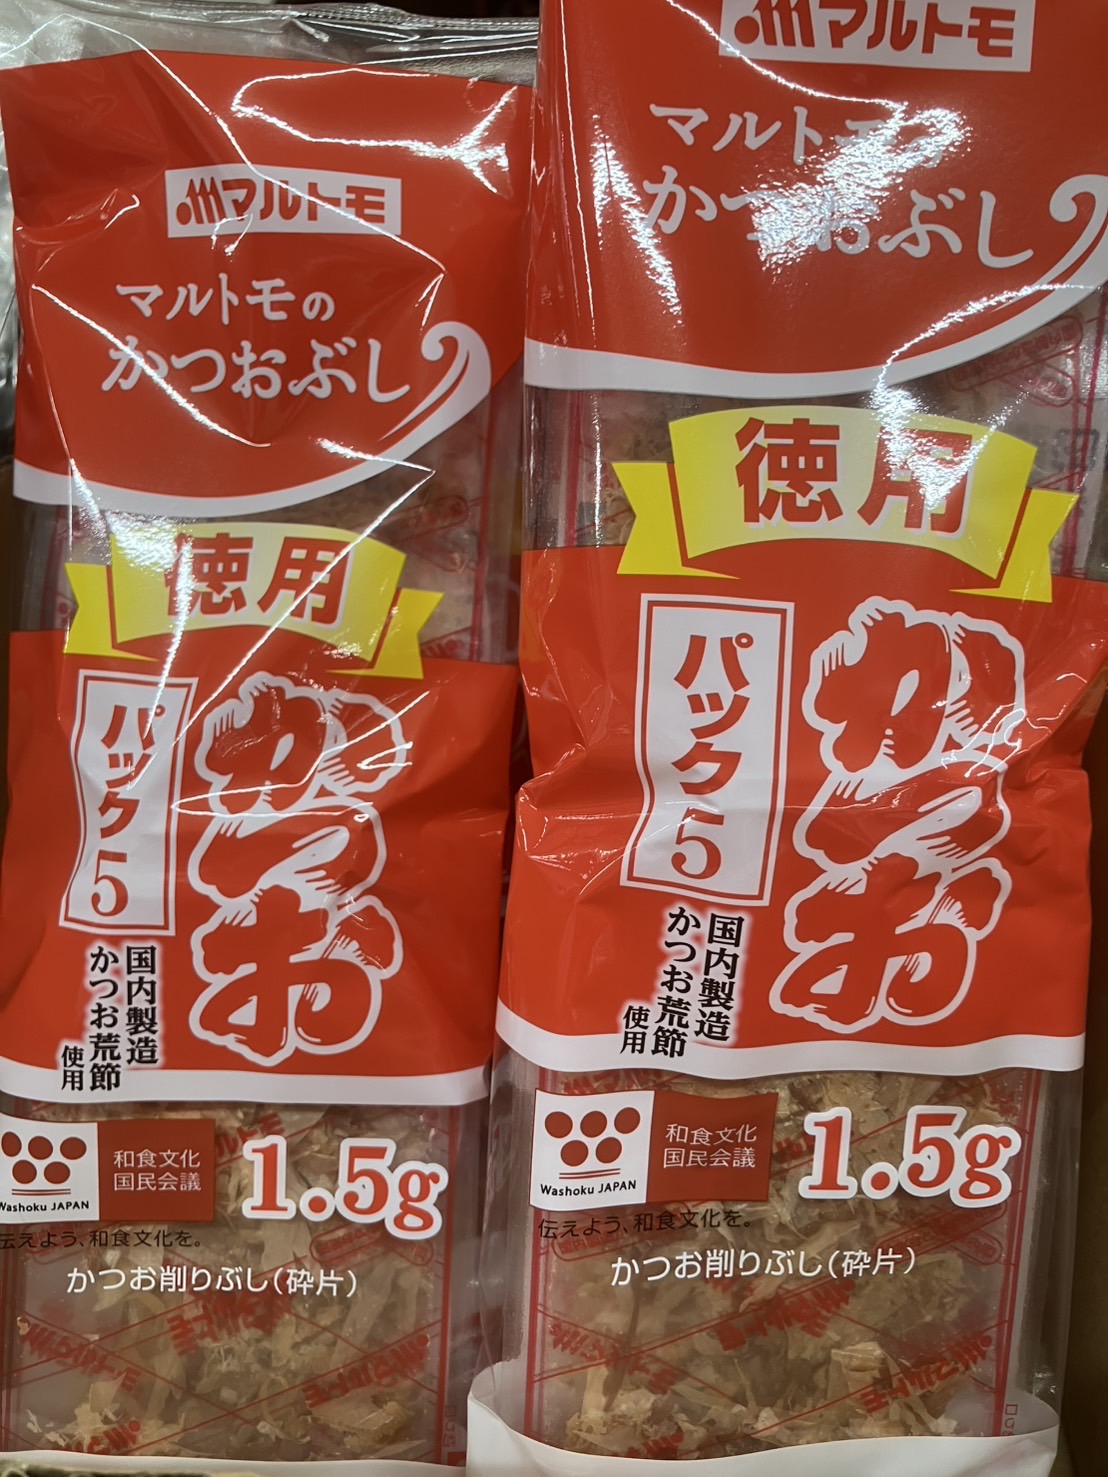 マルトモ
マルトモの
かつおぶし
徳用
パック5
かつお
国内製造
かつお荒節
使用
和食文化
国民会議
Washoku JAPAN
伝えよう、和食文化を。
1.5g
かつお削りぶし(砕片)
マルトモ
マルトモの
かつおぶし
徳用
パック5
かつお
国内製造
かつお荒節
使用
和食文化
国民会議
Washoku JAPAN
伝えよう、和食文化を。
1.5g
かつお削りぶし(砕片)